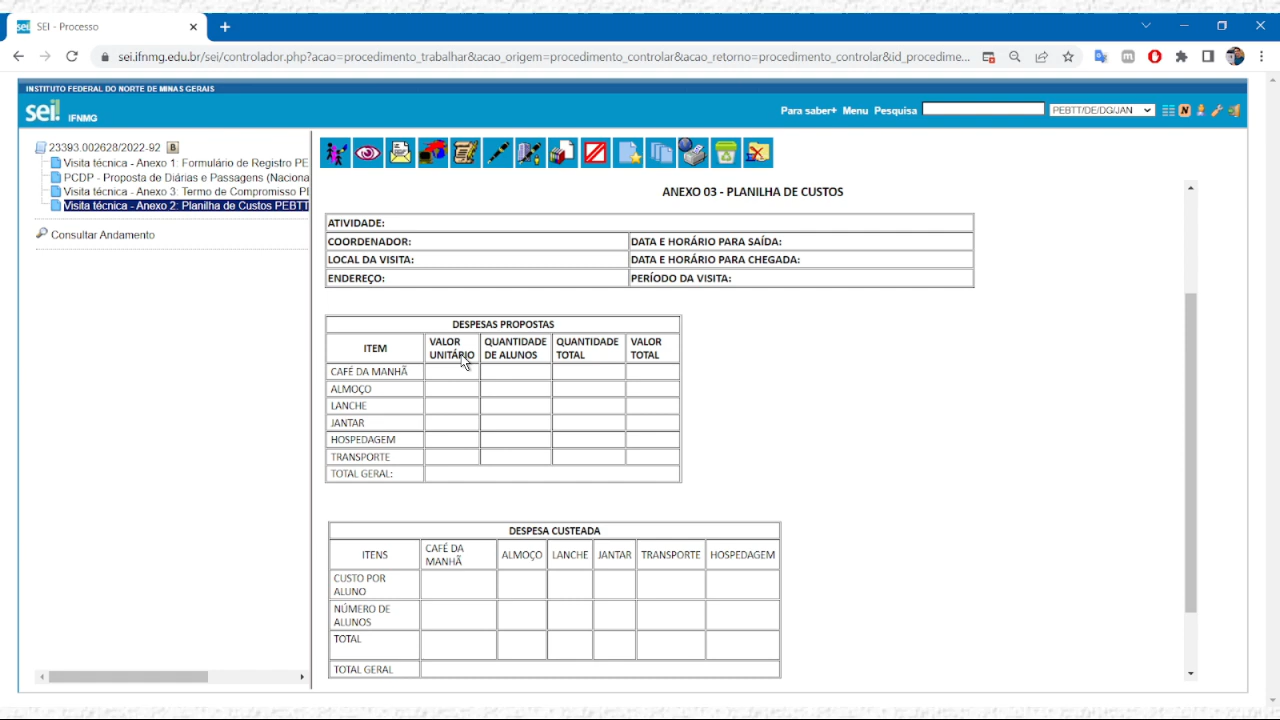 SEI - Processo
sei.ifnmg.edu.br/sei/controlador.php?acao=procedimento_trabalhar&acao_origem=procedimento_controlar&acao_retorno=procedimento_controlar&id_procedime...
INSTITUTO FEDERAL DO NORTE DE MINAS GERAIS
sei! IFNMG
Para saber+ Menu Pesquisa PEBTT/DE/DG/JAN
23393.002628/2022-92 B
Visita técnica - Anexo 1: Formulário de Registro PE
PCDP - Proposta de Diárias e Passagens (Naciona
Visita técnica - Anexo 3: Termo de Compromisso PI
Visita técnica - Anexo 2: Planilha de Custos PEBTT
Consultar Andamento
ANEXO 03 - PLANILHA DE CUSTOS
ATIVIDADE:
COORDENADOR: DATA E HORÁRIO PARA SAÍDA:
LOCAL DA VISITA: DATA E HORÁRIO PARA CHEGADA:
ENDEREÇO: PERÍODO DA VISITA:
DESPESAS PROPOSTAS
ITEM VALOR UNITÁRIO QUANTIDADE DE ALUNOS QUANTIDADE TOTAL VALOR TOTAL
CAFÉ DA MANHÃ
ALMOÇO
LANCHE
JANTAR
HOSPEDAGEM
TRANSPORTE
TOTAL GERAL:
DESPESA CUSTEADA
ITENS CAFÉ DA MANHÃ ALMOÇO LANCHE JANTAR TRANSPORTE HOSPEDAGEM
CUSTO POR ALUNO
NÚMERO DE ALUNOS
TOTAL
TOTAL GERAL